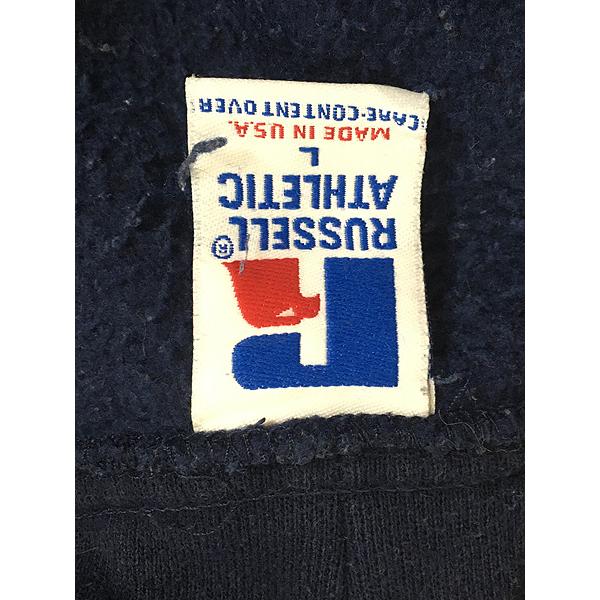 RUSSELL®
ATHLETIC
L
MADE IN U.S.A.
CARE·CONTENT OVER